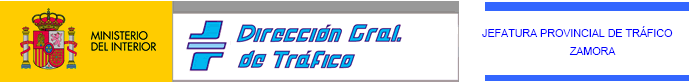 MINISTERIO
DEL INTERIOR
Dirección Gral.
de Tráfico
JEFATURA PROVINCIAL DE TRÁFICO
ZAMORA